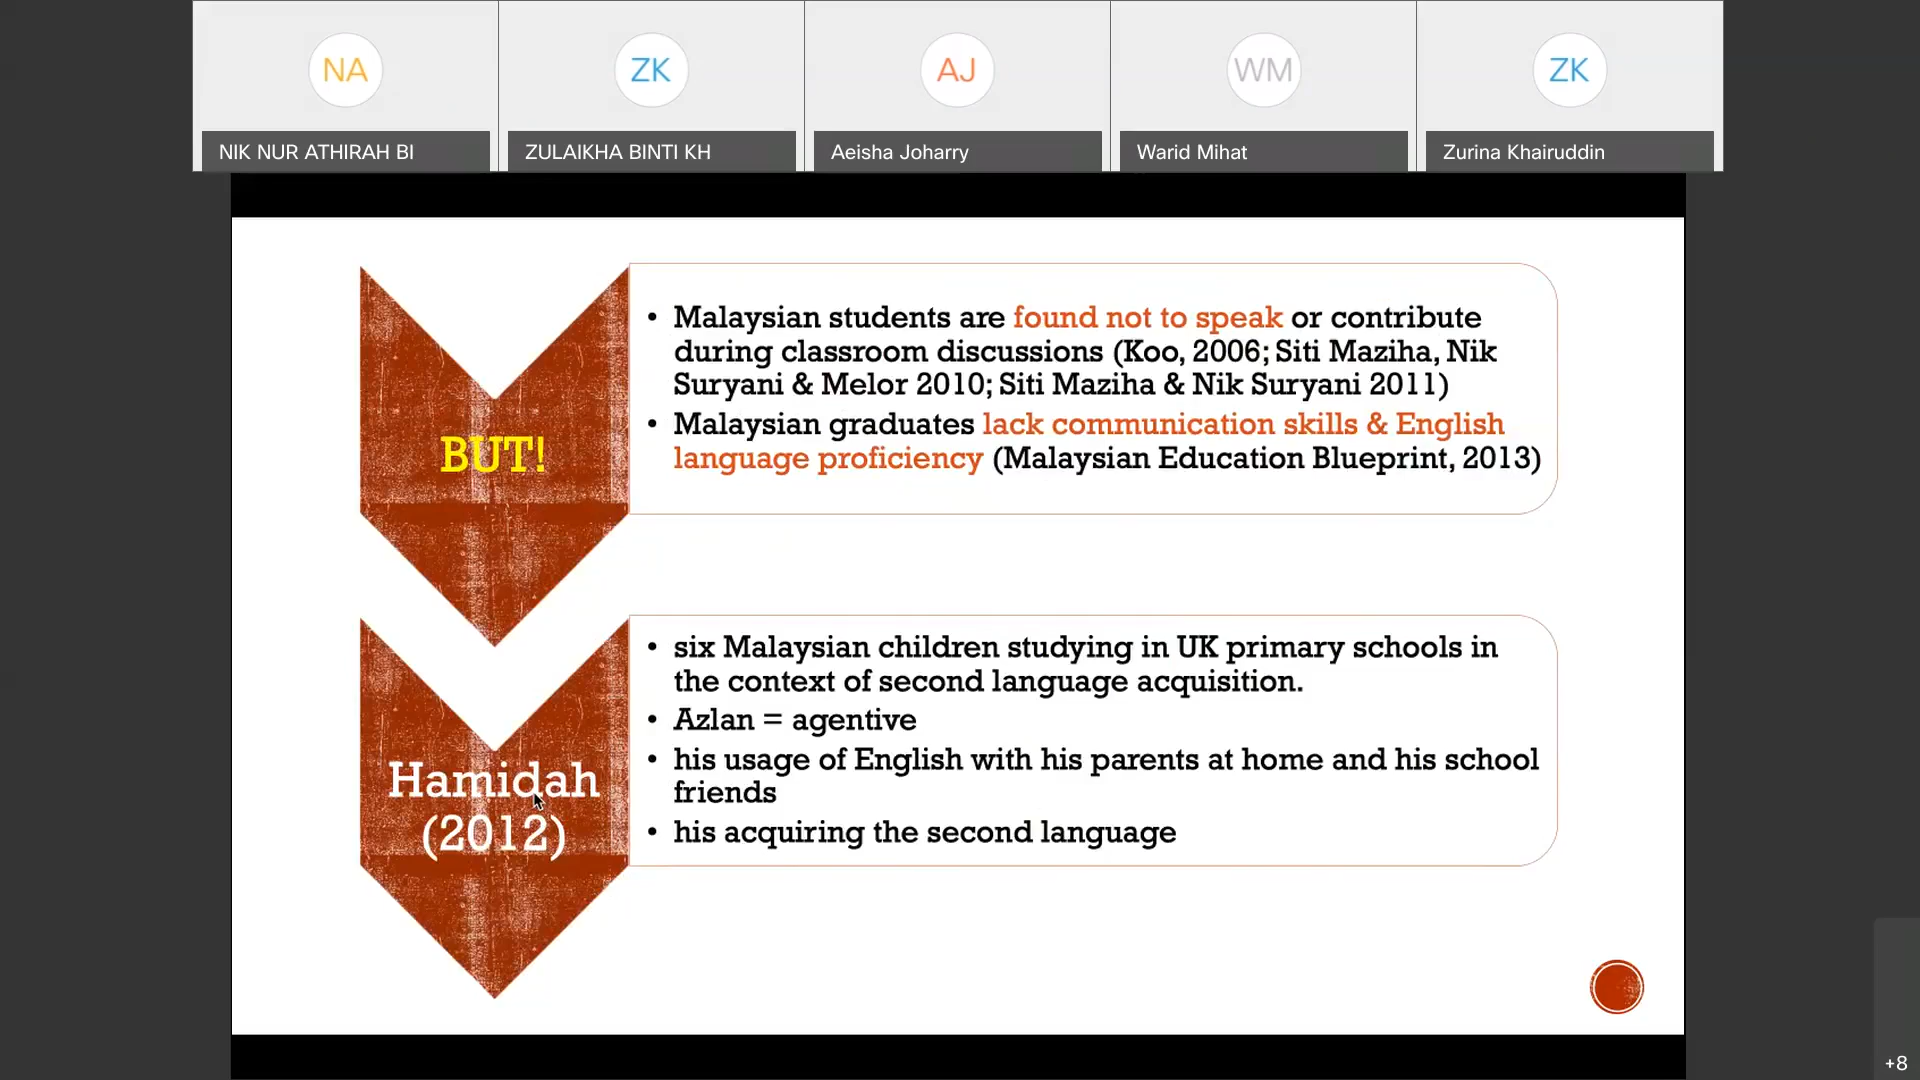 NA
ZK
AJ
WM
ZK
NIK NUR ATHIRAH BI
ZULAIKHA BINTI KH
Aeisha Joharry
Warid Mihat
Zurina Khairuddin
BUT!
• Malaysian students are found not to speak or contribute
during classroom discussions (Koo, 2006; Siti Maziha, Nik
Suryani & Melor 2010; Siti Maziha & Nik Suryani 2011)
• Malaysian graduates lack communication skills & English
language proficiency (Malaysian Education Blueprint, 2013)
Hamidah
(2012)
• six Malaysian children studying in UK primary schools in
the context of second language acquisition.
• Azlan = agentive
• his usage of English with his parents at home and his school
friends
• his acquiring the second language
+8